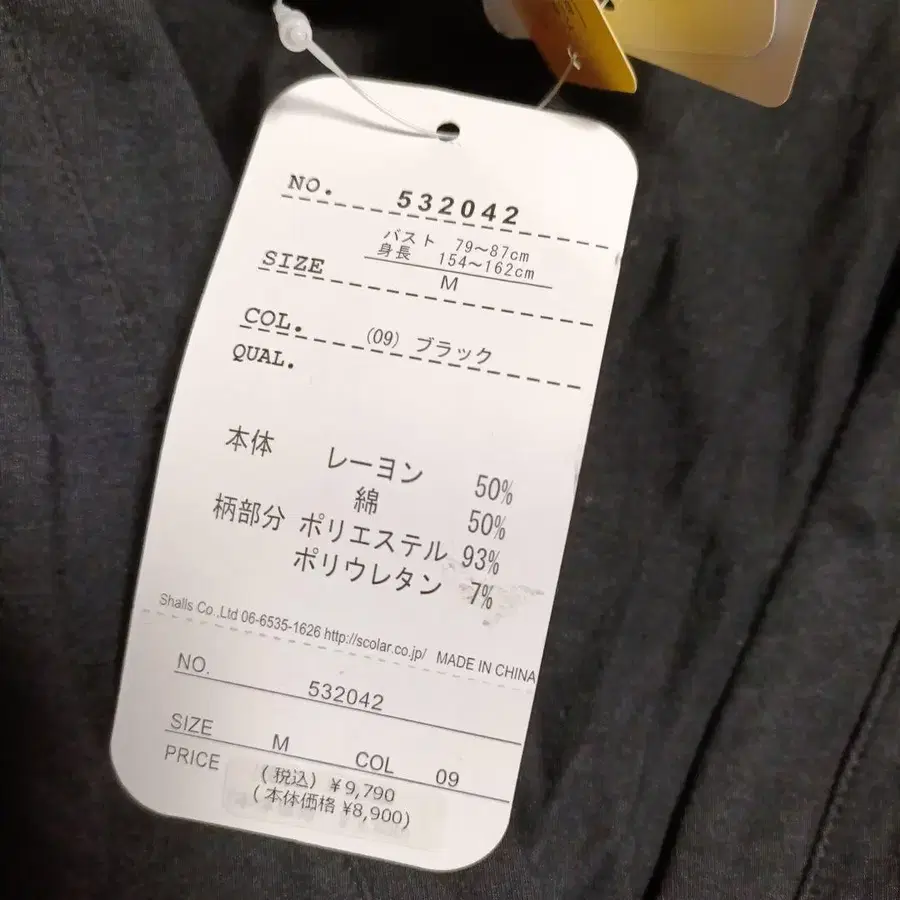 NO. 532042
バスト 79～87cm
身長 154～162cm
SIZE M
COL. (09) ブラック
QUAL.
本体 レーヨン 50%
綿 50%
柄部分 ポリエステル 93%
ポリウレタン 7%
Shalls Co.,Ltd 06-6535-1626 http://scolar.co.jp/ MADE IN CHINA
NO. 532042
SIZE M COL 09
PRICE (税込) ¥9,790
(本体価格 ¥8,900)